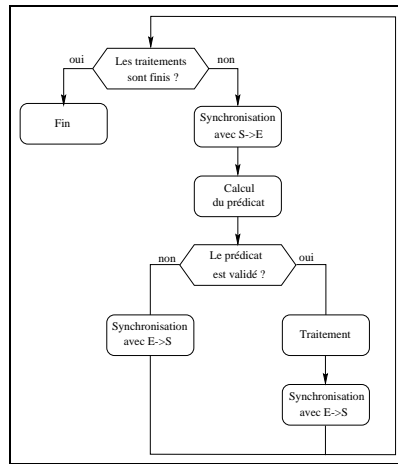 oui
Les traitements
sont finis ?
non
Fin
Synchronisation
avec S->E
Calcul
du prédicat
non
Le prédicat
est validé ?
oui
Synchronisation
avec E->S
Traitement
Synchronisation
avec E->S